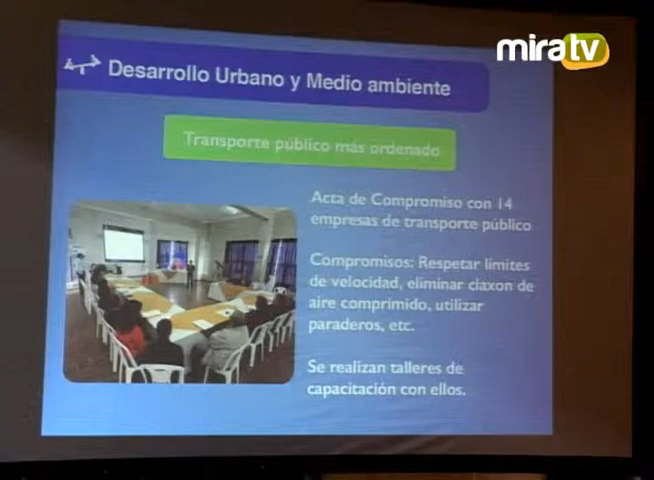 miratv
Desarrollo Urbano y Medio ambiente
Transporte público más ordenado
Acta de Compromiso con 14
empresas de transporte público
Compromisos: Respetar límites
de velocidad, eliminar claxon de
aire comprimido, utilizar
paraderos, etc.
Se realizan talleres de
capacitación con ellos.